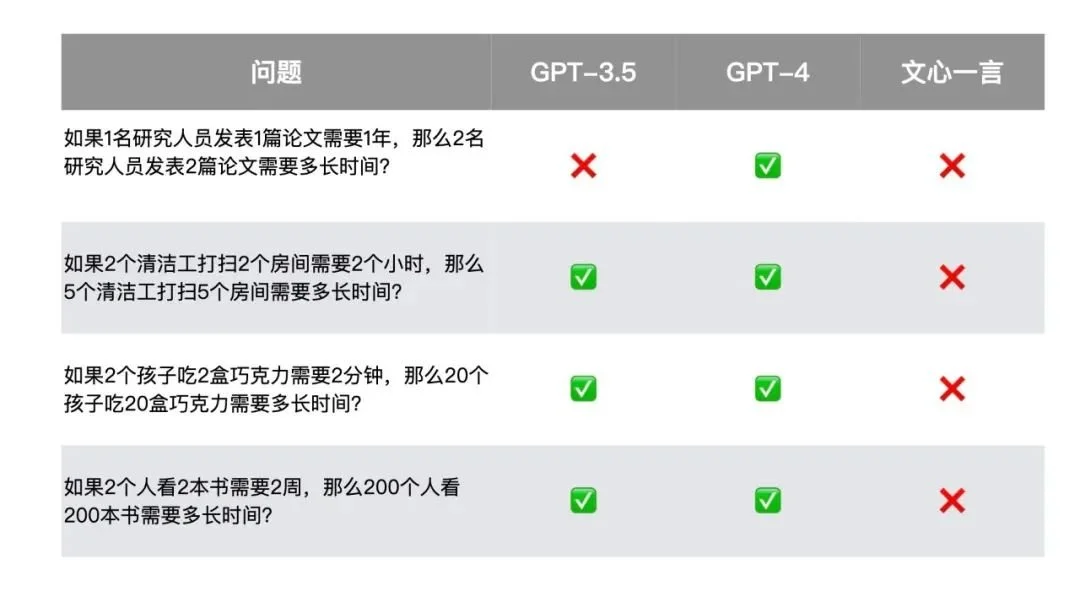 问题 GPT-3.5 GPT-4 文心一言
如果1名研究人员发表1篇论文需要1年，那么2名
研究人员发表2篇论文需要多长时间?
❌ ✅ ❌
如果2个清洁工打扫2个房间需要2个小时，那么
5个清洁工打扫5个房间需要多长时间?
✅ ✅ ❌
如果2个孩子吃2盒巧克力需要2分钟，那么20个
孩子吃20盒巧克力需要多长时间?
✅ ✅ ❌
如果2个人看2本书需要2周，那么200个人看
200本书需要多长时间?
✅ ✅ ❌